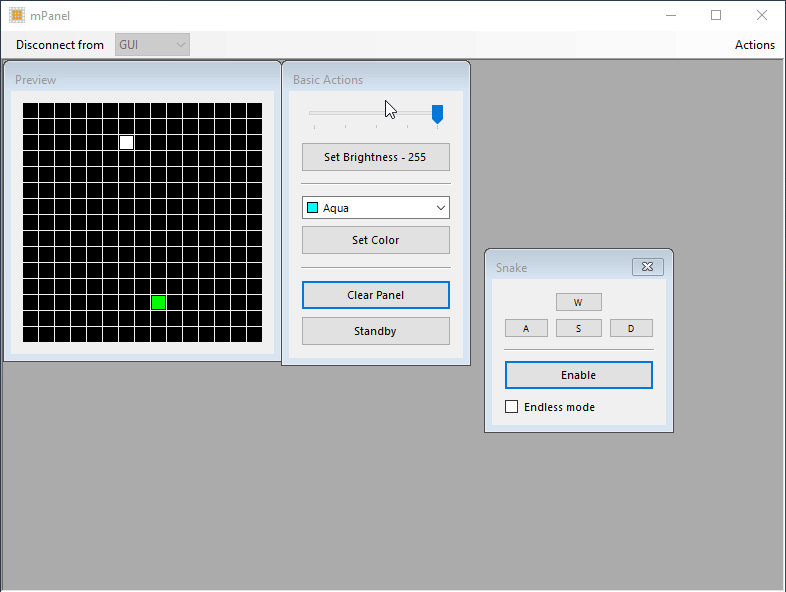 mPanel
Disconnect from GUI Actions
Preview
Basic Actions
Set Brightness - 255
Aqua
Set Color
Clear Panel
Standby
Snake
W
A S D
Enable
Endless mode